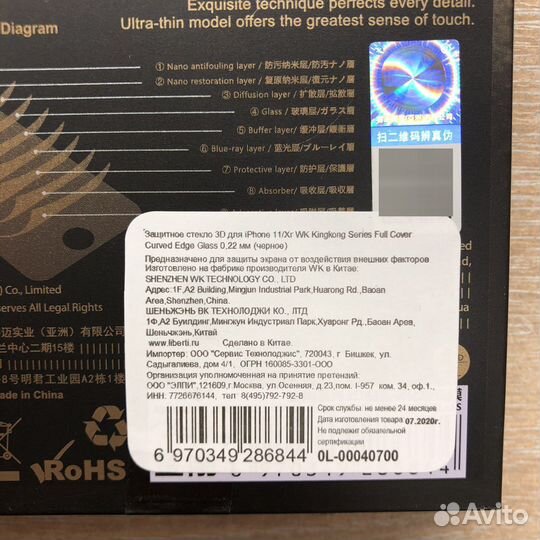 Exquisite technique perfects every detail.
Ultra-thin model offers the greatest sense of touch.
Diagram
① Nano antifouling layer / 防污纳米层/防汚ナノ層
② Nano restoration layer / 复原纳米层/復元ナノ層
③ Diffusion layer / 扩散层/拡散層
④ Glass / 玻璃层/ガラス層
⑤ Buffer layer / 缓冲层/緩衝層
⑥ Blue-ray layer / 蓝光层/ブルーレイ層
⑦ Protective layer / 防护层/保護層
⑧ Absorber / 吸收层/吸収層
扫二维码辨真伪
Защитное стекло 3D для iPhone 11/Xr WK Kingkong Series Full Cover
Curved Edge Glass 0,22 мм (черное)
Предназначено для защиты экрана от воздействия внешних факторов
Изготовлено на фабрике производителя WK в Китае:
SHENZHEN WK TECHNOLOGY CO., LTD
Адрес:1F,A2 Building,Mingjun Industrial Park,Huarong Rd.,Baoan
Area,Shenzhen,China.
ШЕНЬЖЭНЬ ВК ТЕХНОЛОДЖИ КО., ЛТД
1Ф,А2 Буилдинг,Мингжун Индустриал Парк,Хуаронг Рд.,Баоан Ареа,
Шеньчжэнь,Китай
www.liberti.ru Сделано в Китае.
Импортер: ООО "Сервис Технолоджис", 720043, г Бишкек, ул.
Садыгалиева, дом 4/1, ОГРН 160085-3301-ООО
Организация уполномоченная на принятие претензий:
ООО "ЭЛПИ",121609,г.Москва, ул.Осенняя, д.23,пом. I-957 ком. 34, оф.1.,
ИНН: 7726676144, тел 8(495)792-792-8
Срок службы не менее 24 месяцев
Дата изготовления товара 07.2020г.
Не подлежит обязательной
сертификации
0L-00040700
6 970349 286844
) Co., Limited
erves All Legal Rights
迈实业（亚洲）有限公司
兰中心二期15楼
-8号明君工业园A2栋1楼
de in China
RoHS
Avito